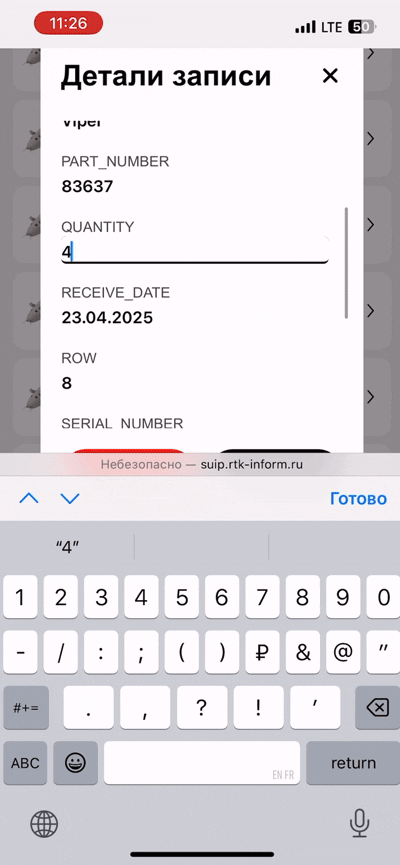 11:26
LTE 50
Детали записи
Viper
PART_NUMBER
83637
QUANTITY
4
RECEIVE_DATE
23.04.2025
ROW
8
SERIAL_NUMBER
Небезопасно — suip.rtk-inform.ru
Готово
“4”
1 2 3 4 5 6 7 8 9 0
- / : ; ( ) ₽ & @ "
#+= . , ? ! ’
ABC EN FR return